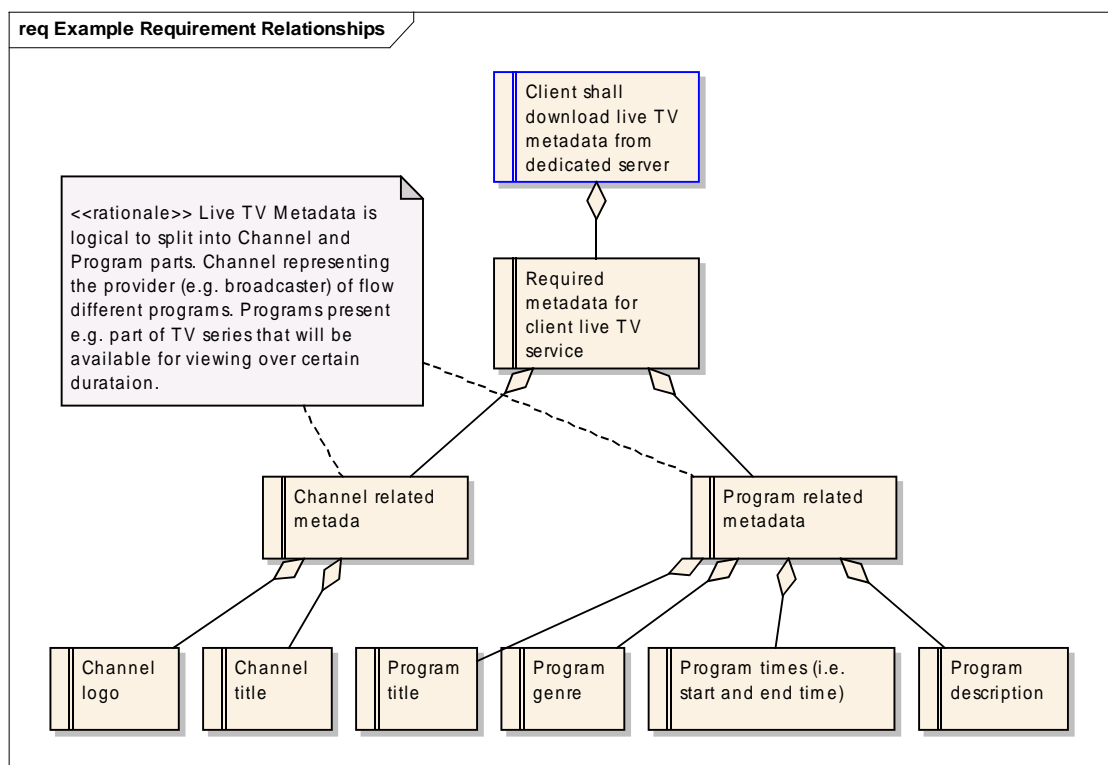 req Example Requirement Relationships
Client shall
download live TV
metadata from
dedicated server
<<rationale>> Live TV Metadata is
logical to split into Channel and
Program parts. Channel representing
the provider (e.g. broadcaster) of flow
different programs. Programs present
e.g. part of TV series that will be
available for viewing over certain
durataion.
Required
metadata for
client live TV
service
Channel related
metada
Program related
metadata
Channel
logo
Channel
title
Program
title
Program
genre
Program times (i.e.
start and end time)
Program
description